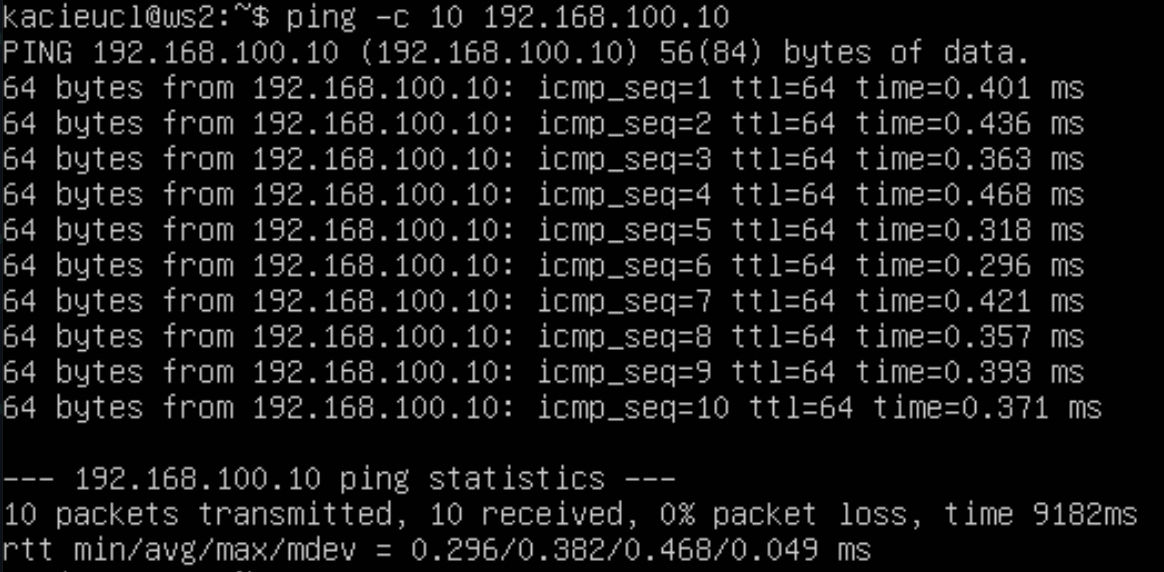 kacieucl@ws2:~$ ping -c 10 192.168.100.10
PING 192.168.100.10 (192.168.100.10) 56(84) bytes of data.
64 bytes from 192.168.100.10: icmp_seq=1 ttl=64 time=0.401 ms
64 bytes from 192.168.100.10: icmp_seq=2 ttl=64 time=0.436 ms
64 bytes from 192.168.100.10: icmp_seq=3 ttl=64 time=0.363 ms
64 bytes from 192.168.100.10: icmp_seq=4 ttl=64 time=0.468 ms
64 bytes from 192.168.100.10: icmp_seq=5 ttl=64 time=0.318 ms
64 bytes from 192.168.100.10: icmp_seq=6 ttl=64 time=0.296 ms
64 bytes from 192.168.100.10: icmp_seq=7 ttl=64 time=0.421 ms
64 bytes from 192.168.100.10: icmp_seq=8 ttl=64 time=0.357 ms
64 bytes from 192.168.100.10: icmp_seq=9 ttl=64 time=0.393 ms
64 bytes from 192.168.100.10: icmp_seq=10 ttl=64 time=0.371 ms

--- 192.168.100.10 ping statistics ---
10 packets transmitted, 10 received, 0% packet loss, time 9182ms
rtt min/avg/max/mdev = 0.296/0.382/0.468/0.049 ms